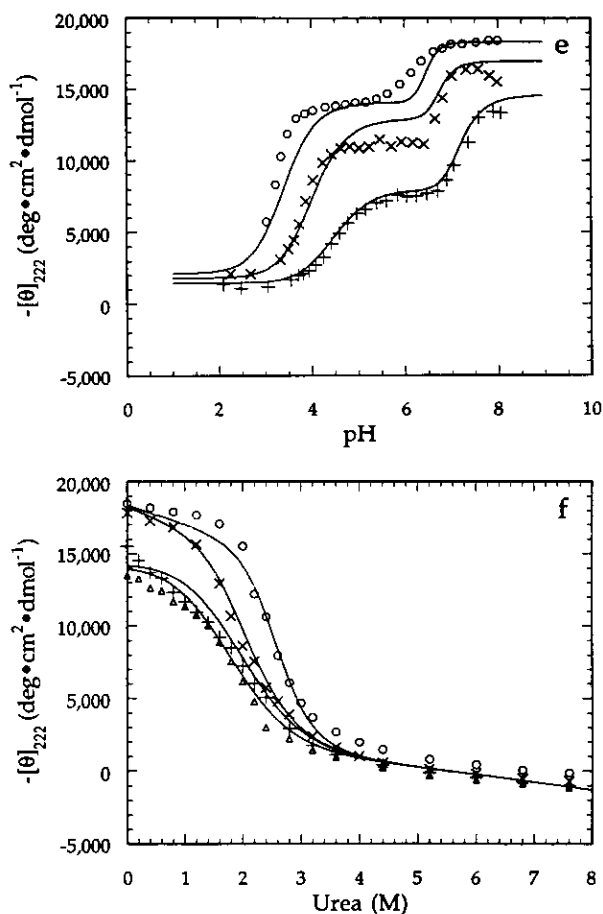 e
20,000
15,000
10,000
5,000
0
-5,000
-[θ]222 (deg•cm²•dmol⁻¹)
0 2 4 6 8 10
pH
f
20,000
15,000
10,000
5,000
0
-5,000
-[θ]222 (deg•cm²•dmol⁻¹)
0 1 2 3 4 5 6 7 8
Urea (M)